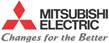 MITSUBISHI
ELECTRIC
Changes for the Better